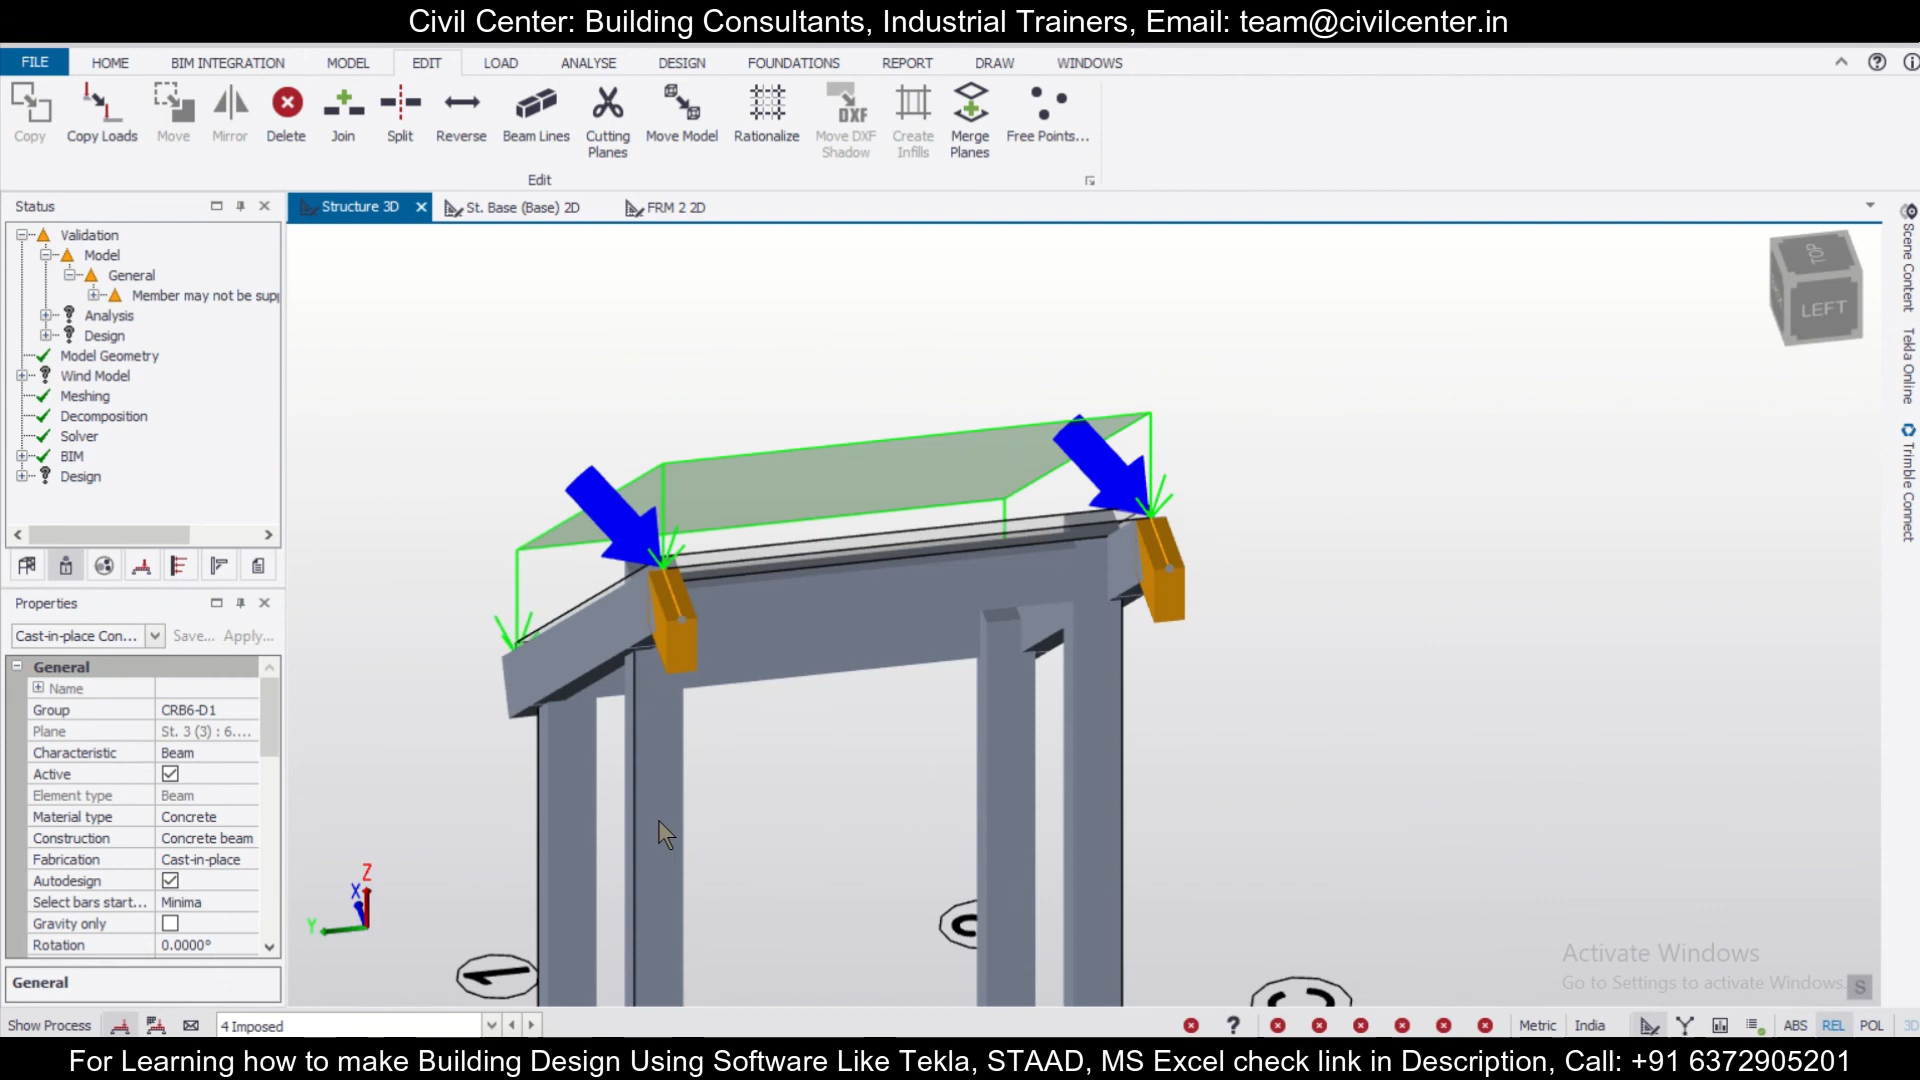 Civil Center: Building Consultants, Industrial Trainers, Email: team@civilcenter.in
FILE HOME BIM INTEGRATION MODEL EDIT LOAD ANALYSE DESIGN FOUNDATIONS REPORT DRAW WINDOWS
Copy Copy Loads Move Mirror Delete Join Split Reverse Beam Lines Cutting Planes Move Model Rationalize Move DXF Shadow Create Infills Merge Planes Free Points...
DXF
Edit
Status
Structure 3D St. Base (Base) 2D FRM 2 2D
Validation
Model
General
Member may not be supp
Analysis
Design
Model Geometry
Wind Model
Meshing
Decomposition
Solver
BIM
Design
Properties
Cast-in-place Con... Save... Apply...
General
Name
Group CRB6-D1
Plane St. 3 (3) : 6....
Characteristic Beam
Active
Element type Beam
Material type Concrete
Construction Concrete beam
Fabrication Cast-in-place
Autodesign
Select bars start... Minima
Gravity only
Rotation 0.0000°
General
TOP
LEFT
Scene Content
Tekla Online
Trimble Connect
Z
X
Y
1
Activate Windows
Go to Settings to activate Windows.
S
Show Process 4 Imposed Metric India ABS REL POL 3D
For Learning how to make Building Design Using Software Like Tekla, STAAD, MS Excel check link in Description, Call: +91 6372905201